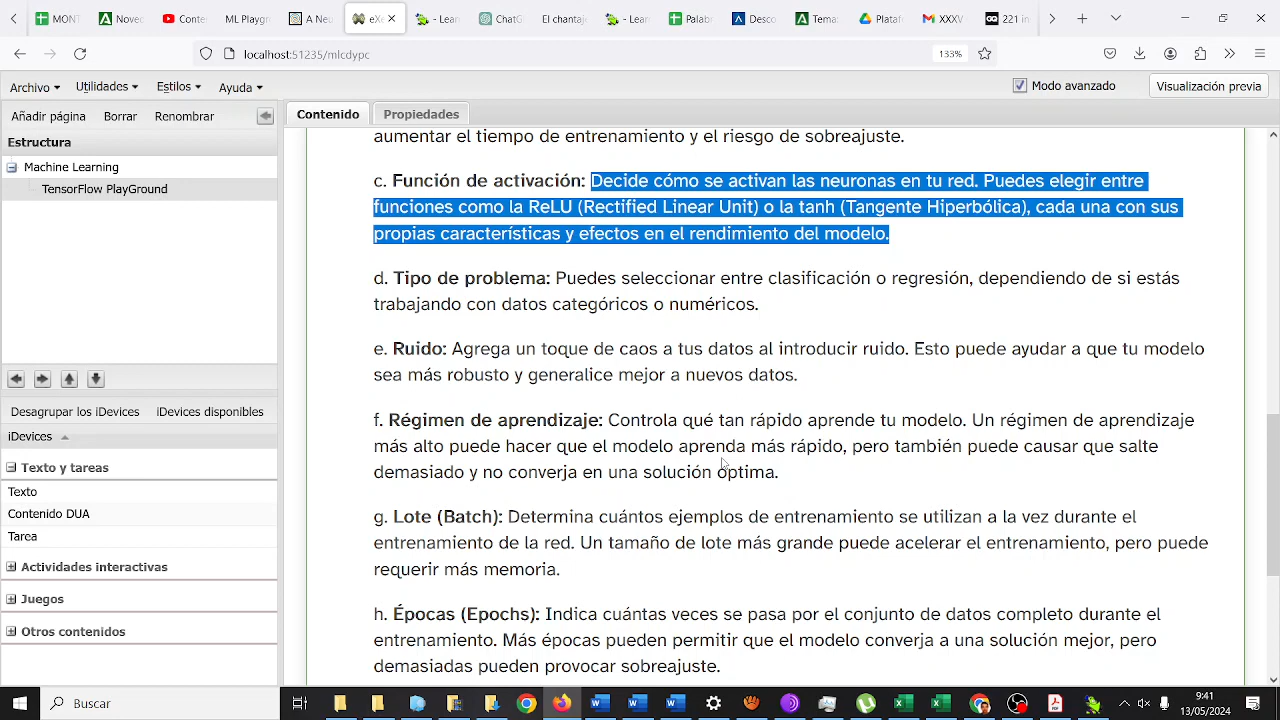 MONT
Novec
Conte
ML Playgr
A Neu
eXe
- Lear
ChatG
El chantaj
- Lear
Palab
Desco
Tema
Plataf
XXXV
221 in
localhost:51235/mlcdypc
133%
Archivo
Utilidades
Estilos
Ayuda
Modo avanzado
Visualización previa
Añadir página
Borrar
Renombrar
Contenido
Propiedades
Estructura
Machine Learning
TensorFlow PlayGround
Desagrupar los iDevices
iDevices disponibles
iDevices
Texto y tareas
Texto
Contenido DUA
Tarea
Actividades interactivas
Juegos
Otros contenidos
aumentar el tiempo de entrenamiento y el riesgo de sobreajuste.
c. Función de activación: Decide cómo se activan las neuronas en tu red. Puedes elegir entre
funciones como la ReLU (Rectified Linear Unit) o la tanh (Tangente Hiperbólica), cada una con sus
propias características y efectos en el rendimiento del modelo.
d. Tipo de problema: Puedes seleccionar entre clasificación o regresión, dependiendo de si estás
trabajando con datos categóricos o numéricos.
e. Ruido: Agrega un toque de caos a tus datos al introducir ruido. Esto puede ayudar a que tu modelo
sea más robusto y generalice mejor a nuevos datos.
f. Régimen de aprendizaje: Controla qué tan rápido aprende tu modelo. Un régimen de aprendizaje
más alto puede hacer que el modelo aprenda más rápido, pero también puede causar que salte
demasiado y no converja en una solución óptima.
g. Lote (Batch): Determina cuántos ejemplos de entrenamiento se utilizan a la vez durante el
entrenamiento de la red. Un tamaño de lote más grande puede acelerar el entrenamiento, pero puede
requerir más memoria.
h. Épocas (Epochs): Indica cuántas veces se pasa por el conjunto de datos completo durante el
entrenamiento. Más épocas pueden permitir que el modelo converja a una solución mejor, pero
demasiadas pueden provocar sobreajuste.
Buscar
9:41
13/05/2024